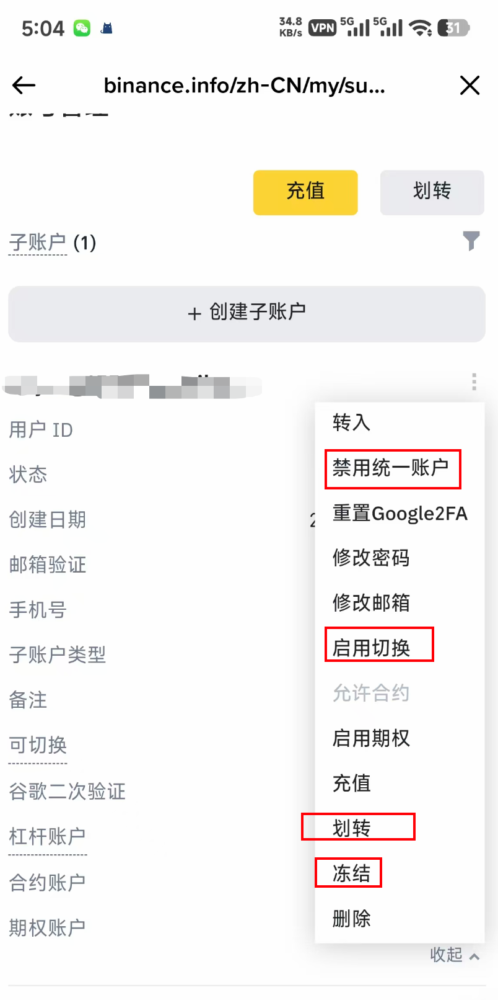 5:04
34.8
KB/s
VPN
5G
5G
31
binance.info/zh-CN/my/su...
账号管理
充值
划转
子账户 (1)
+ 创建子账户
转入
用户 ID
禁用统一账户
状态
重置Google2FA
创建日期
2
修改密码
邮箱验证
修改邮箱
手机号
启用切换
子账户类型
允许合约
备注
启用期权
可切换
充值
谷歌二次验证
划转
杠杆账户
冻结
合约账户
删除
期权账户
收起